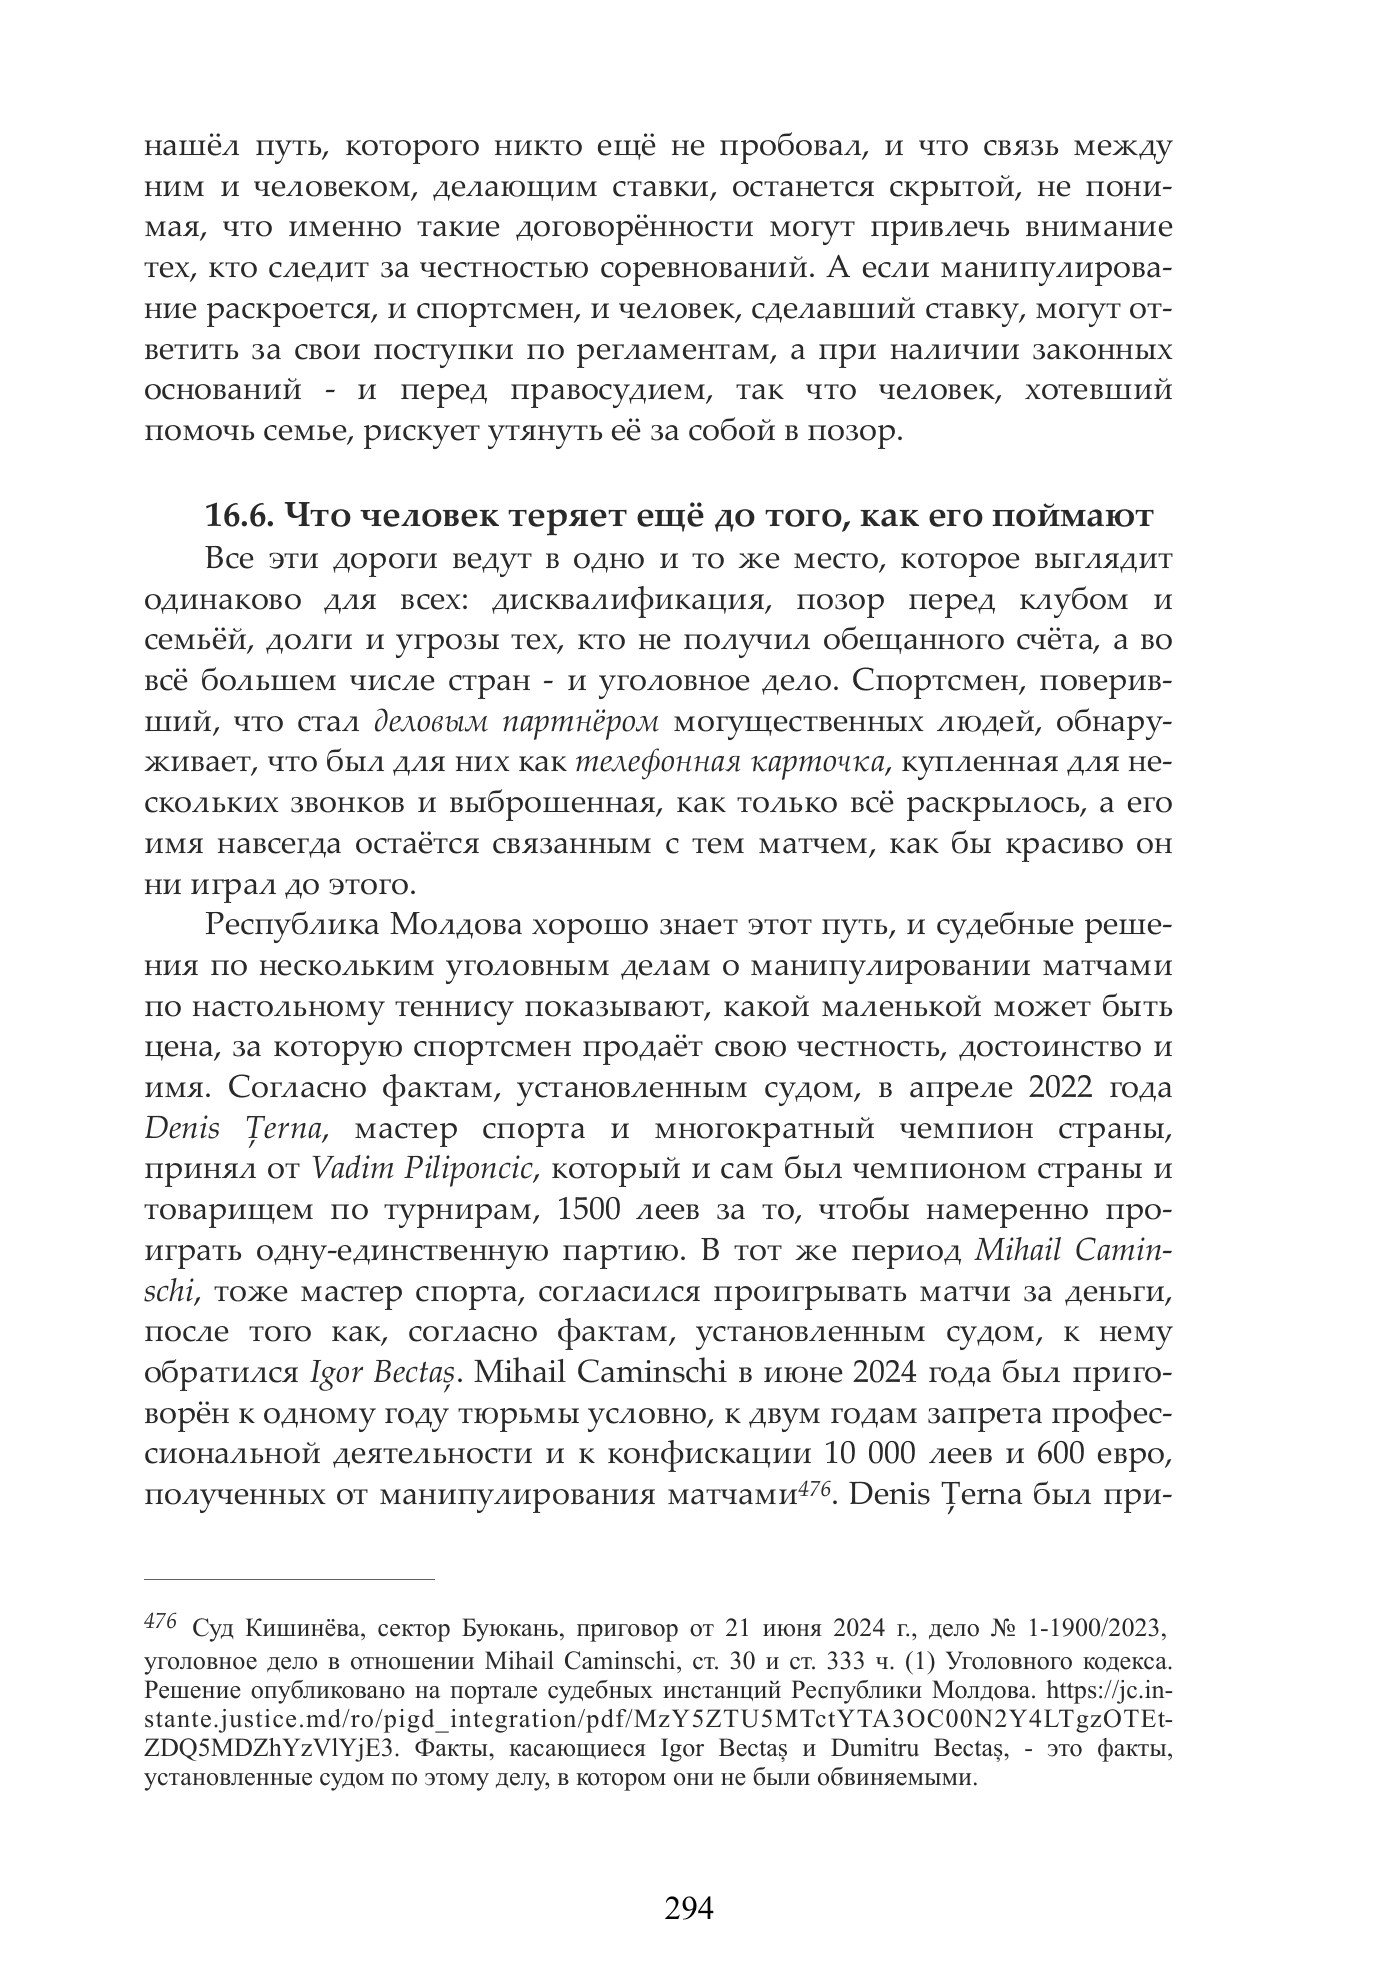 нашёл путь, которого никто ещё не пробовал, и что связь между
ним и человеком, делающим ставки, останется скрытой, не пони-
мая, что именно такие договорённости могут привлечь внимание
тех, кто следит за честностью соревнований. А если манипулирова-
ние раскроется, и спортсмен, и человек, сделавший ставку, могут от-
ветить за свои поступки по регламентам, а при наличии законных
оснований - и перед правосудием, так что человек, хотевший
помочь семье, рискует утянуть её за собой в позор.
16.6. Что человек теряет ещё до того, как его поймают
Все эти дороги ведут в одно и то же место, которое выглядит
одинаково для всех: дисквалификация, позор перед клубом и
семьёй, долги и угрозы тех, кто не получил обещанного счёта, а во
всё большем числе стран - и уголовное дело. Спортсмен, поверив-
ший, что стал деловым партнёром могущественных людей, обнару-
живает, что был для них как телефонная карточка, купленная для не-
скольких звонков и выброшенная, как только всё раскрылось, а его
имя навсегда остаётся связанным с тем матчем, как бы красиво он
ни играл до этого.
Республика Молдова хорошо знает этот путь, и судебные реше-
ния по нескольким уголовным делам о манипулировании матчами
по настольному теннису показывают, какой маленькой может быть
цена, за которую спортсмен продаёт свою честность, достоинство и
имя. Согласно фактам, установленным судом, в апреле 2022 года
Denis Țerna, мастер спорта и многократный чемпион страны,
принял от Vadim Piliponcic, который и сам был чемпионом страны и
товарищем по турнирам, 1500 леев за то, чтобы намеренно про-
играть одну-единственную партию. В тот же период Mihail Camin-
schi, тоже мастер спорта, согласился проигрывать матчи за деньги,
после того как, согласно фактам, установленным судом, к нему
обратился Igor Bectaș. Mihail Caminschi в июне 2024 года был приго-
ворён к одному году тюрьмы условно, к двум годам запрета профес-
сиональной деятельности и к конфискации 10 000 леев и 600 евро,
полученных от манипулирования матчами476. Denis Țerna был при-
476 Суд Кишинёва, сектор Буюкань, приговор от 21 июня 2024 г., дело № 1-1900/2023,
уголовное дело в отношении Mihail Caminschi, ст. 30 и ст. 333 ч. (1) Уголовного кодекса.
Решение опубликовано на портале судебных инстанций Республики Молдова. https://jc.in-
stante.justice.md/ro/pigd_integration/pdf/MzY5ZTU5MTctYTA3OC00N2Y4LTgzOTEt-
ZDQ5MDZhYzVlYjE3. Факты, касающиеся Igor Bectaș и Dumitru Bectaș, - это факты,
установленные судом по этому делу, в котором они не были обвиняемыми.
294